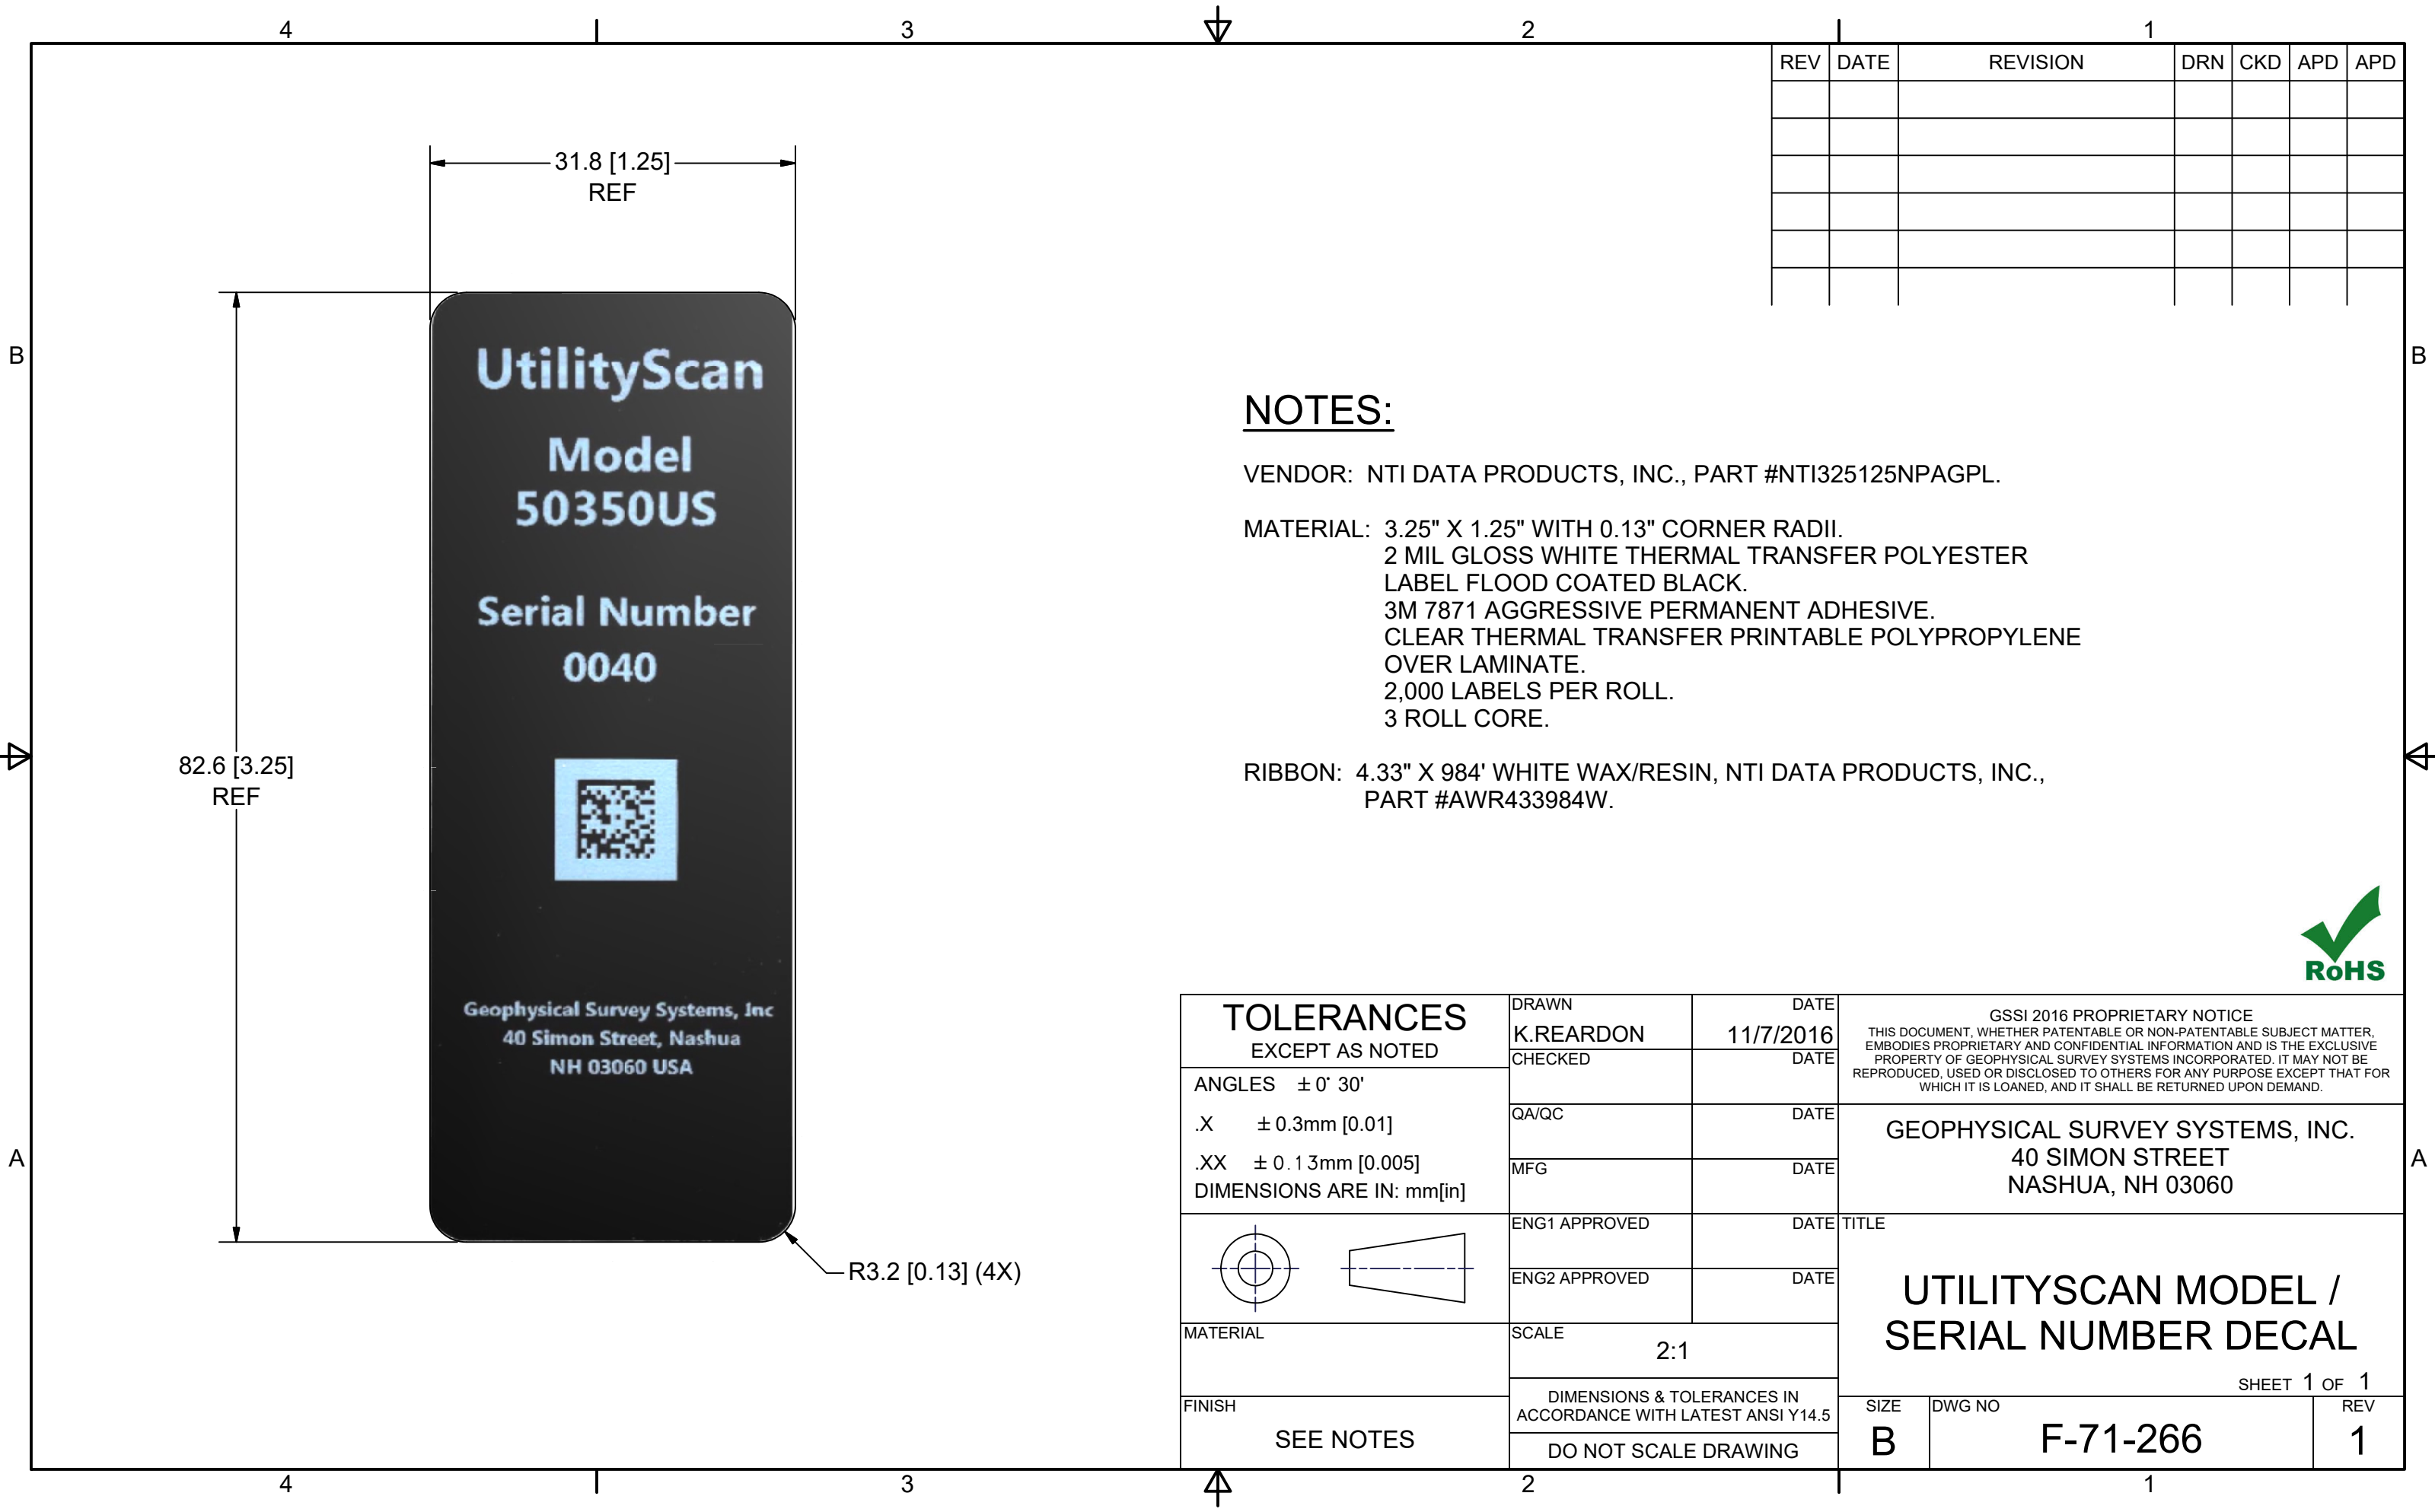 4 3 2 1
REV DATE REVISION DRN CKD APD APD
31.8 [1.25]
REF
B B
UtilityScan
Model
50350US
Serial Number
0040
82.6 [3.25]
REF
Geophysical Survey Systems, Inc
40 Simon Street, Nashua
NH 03060 USA
R3.2 [0.13] (4X)
NOTES:
VENDOR: NTI DATA PRODUCTS, INC., PART #NTI325125NPAGPL.
MATERIAL: 3.25" X 1.25" WITH 0.13" CORNER RADII.
2 MIL GLOSS WHITE THERMAL TRANSFER POLYESTER
LABEL FLOOD COATED BLACK.
3M 7871 AGGRESSIVE PERMANENT ADHESIVE.
CLEAR THERMAL TRANSFER PRINTABLE POLYPROPYLENE
OVER LAMINATE.
2,000 LABELS PER ROLL.
3 ROLL CORE.
RIBBON: 4.33" X 984' WHITE WAX/RESIN, NTI DATA PRODUCTS, INC.,
PART #AWR433984W.
RoHS
A A
TOLERANCES
EXCEPT AS NOTED
ANGLES ± 0° 30'
.X ± 0.3mm [0.01]
.XX ± 0.13mm [0.005]
DIMENSIONS ARE IN: mm[in]
MATERIAL
FINISH
SEE NOTES
DRAWN DATE
K.REARDON 11/7/2016
CHECKED DATE
QA/QC DATE
MFG DATE
ENG1 APPROVED DATE
ENG2 APPROVED DATE
SCALE
2:1
DIMENSIONS & TOLERANCES IN
ACCORDANCE WITH LATEST ANSI Y14.5
DO NOT SCALE DRAWING
GSSI 2016 PROPRIETARY NOTICE
THIS DOCUMENT, WHETHER PATENTABLE OR NON-PATENTABLE SUBJECT MATTER,
EMBODIES PROPRIETARY AND CONFIDENTIAL INFORMATION AND IS THE EXCLUSIVE
PROPERTY OF GEOPHYSICAL SURVEY SYSTEMS INCORPORATED. IT MAY NOT BE
REPRODUCED, USED OR DISCLOSED TO OTHERS FOR ANY PURPOSE EXCEPT THAT FOR
WHICH IT IS LOANED, AND IT SHALL BE RETURNED UPON DEMAND.
GEOPHYSICAL SURVEY SYSTEMS, INC.
40 SIMON STREET
NASHUA, NH 03060
TITLE
UTILITYSCAN MODEL /
SERIAL NUMBER DECAL
SHEET 1 OF 1
SIZE DWG NO REV
B F-71-266 1
4 3 2 1